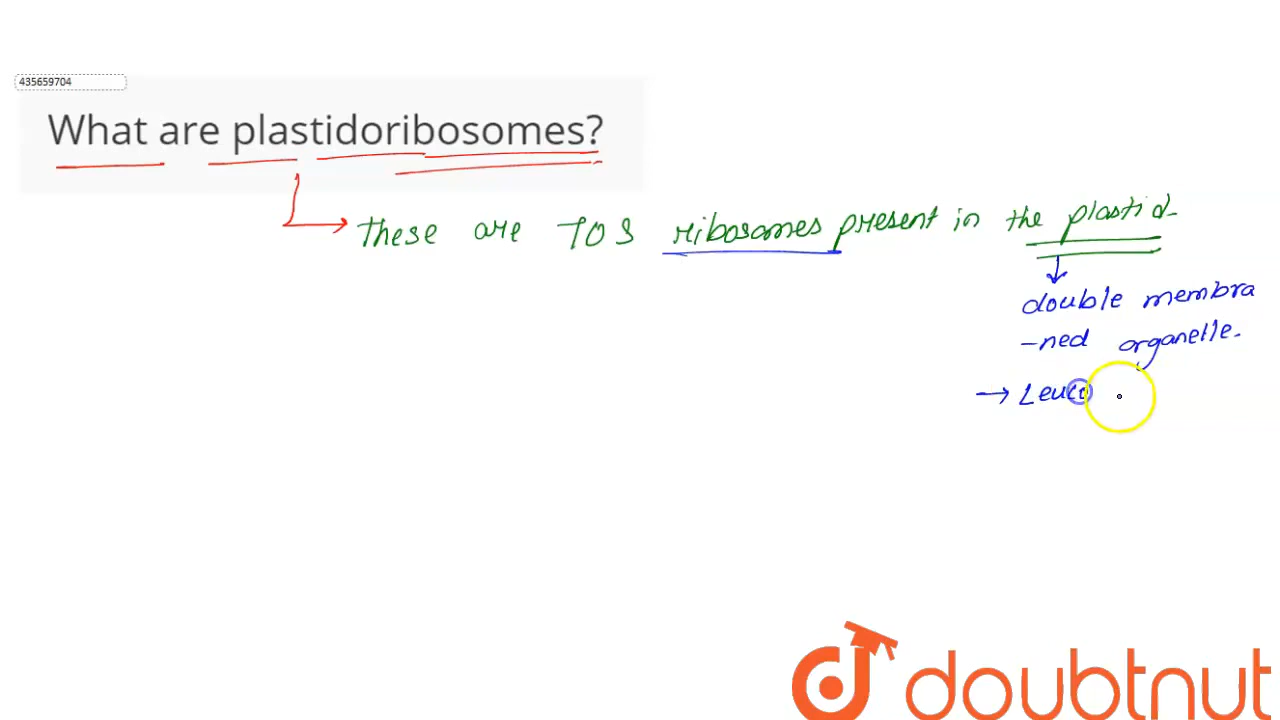 435659704
What are plastidoribosomes?
These are 70S ribosomes present in the plastid-
double membra
-ned organelle.
→ Leuco
doubtnut